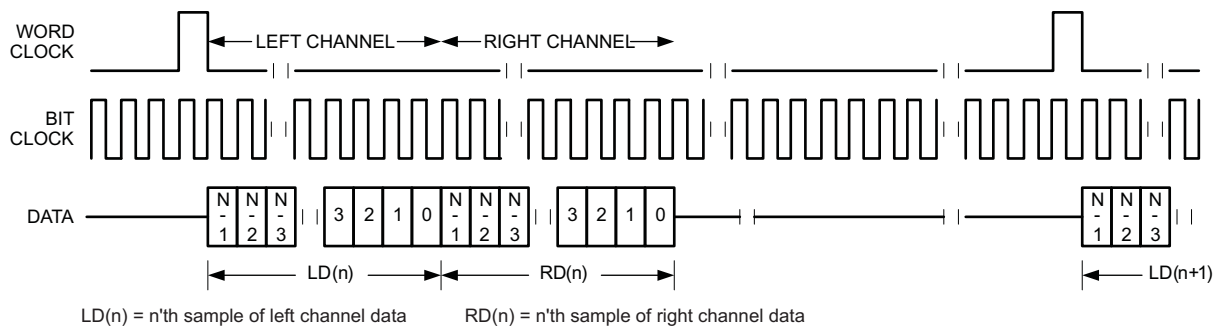 WORD
CLOCK
LEFT CHANNEL
RIGHT CHANNEL
BIT
CLOCK
DATA
N
-
1
N
-
2
N
-
3
3 2 1 0
N
-
1
N
-
2
N
-
3
3 2 1 0
N
-
1
N
-
2
N
-
3
LD(n)
RD(n)
LD(n+1)
LD(n) = n'th sample of left channel data
RD(n) = n'th sample of right channel data